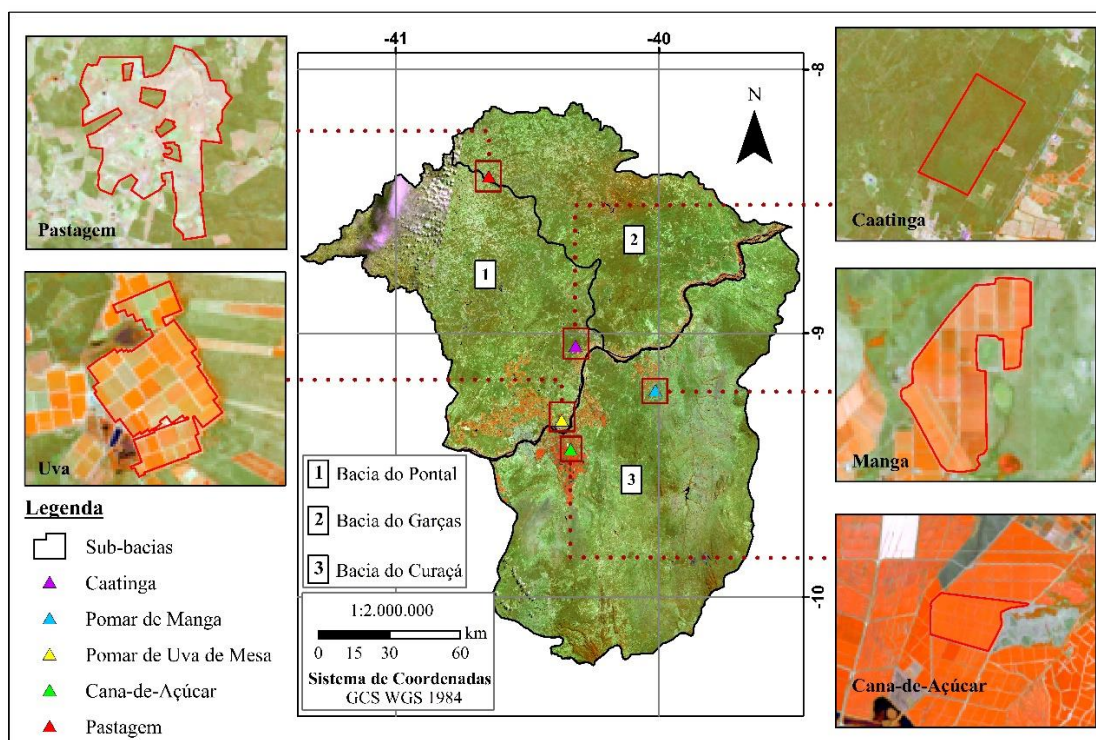 -41
-40
-8
-9
-10
N
Pastagem
Uva
Caatinga
Manga
Cana-de-Açúcar
1
2
3
Legenda
Sub-bacias
Caatinga
Pomar de Manga
Pomar de Uva de Mesa
Cana-de-Açúcar
Pastagem
1 Bacia do Pontal
2 Bacia do Garças
3 Bacia do Curaçá
1:2.000.000
km
0 15 30 60
Sistema de Coordenadas
GCS WGS 1984